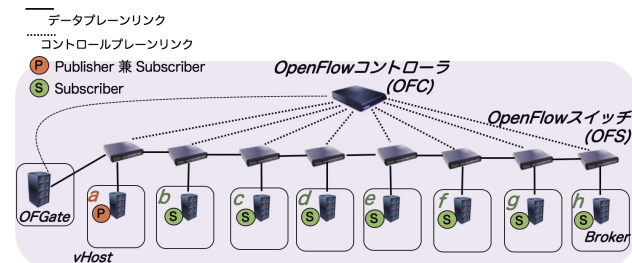 データプレーンリンク
コントロールプレーンリンク
P Publisher 兼 Subscriber
S Subscriber
OpenFlowコントローラ
(OFC)
OpenFlowスイッチ
(OFS)
OFGate
a
P
b
S
c
S
d
S
e
S
f
S
g
S
h
S
Broker
vHost